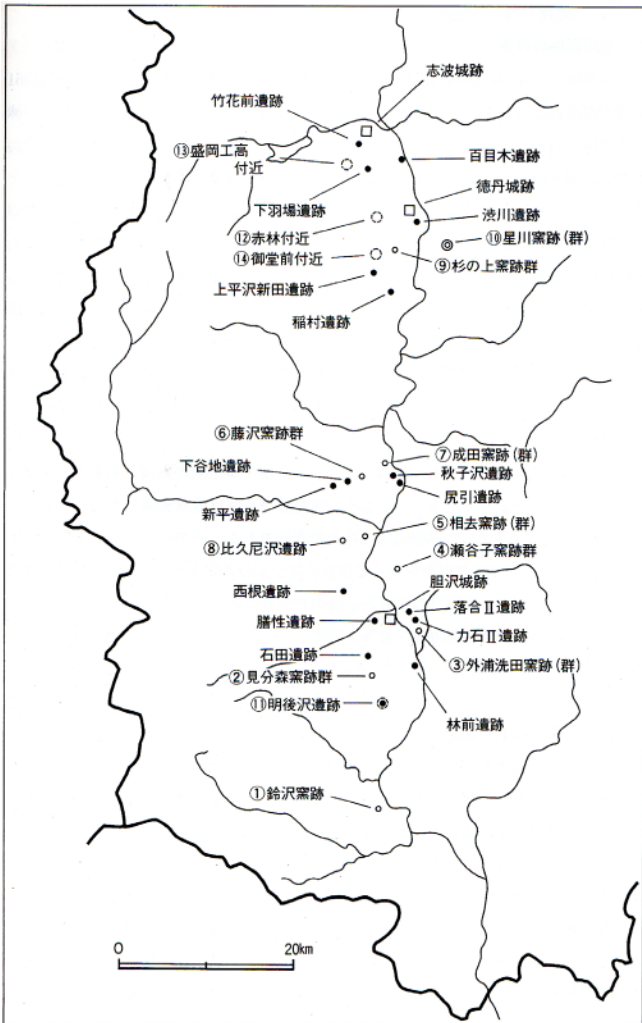 志波城跡
竹花前遺跡
⑬盛岡工高
付近
百目木遺跡
徳丹城跡
下羽場遺跡
渋川遺跡
⑫赤林付近
⑩星川窯跡(群)
⑭御堂前付近
⑨杉の上窯跡群
上平沢新田遺跡
稲村遺跡
⑥藤沢窯跡群
⑦成田窯跡(群)
下谷地遺跡
秋子沢遺跡
尻引遺跡
新平遺跡
⑤相去窯跡(群)
⑧比久尼沢遺跡
④瀬谷子窯跡群
胆沢城跡
西根遺跡
落合Ⅱ遺跡
膳性遺跡
力石Ⅱ遺跡
石田遺跡
③外浦洗田窯跡(群)
②見分森窯跡群
⑪明後沢遺跡
林前遺跡
①鈴沢窯跡
0
20km